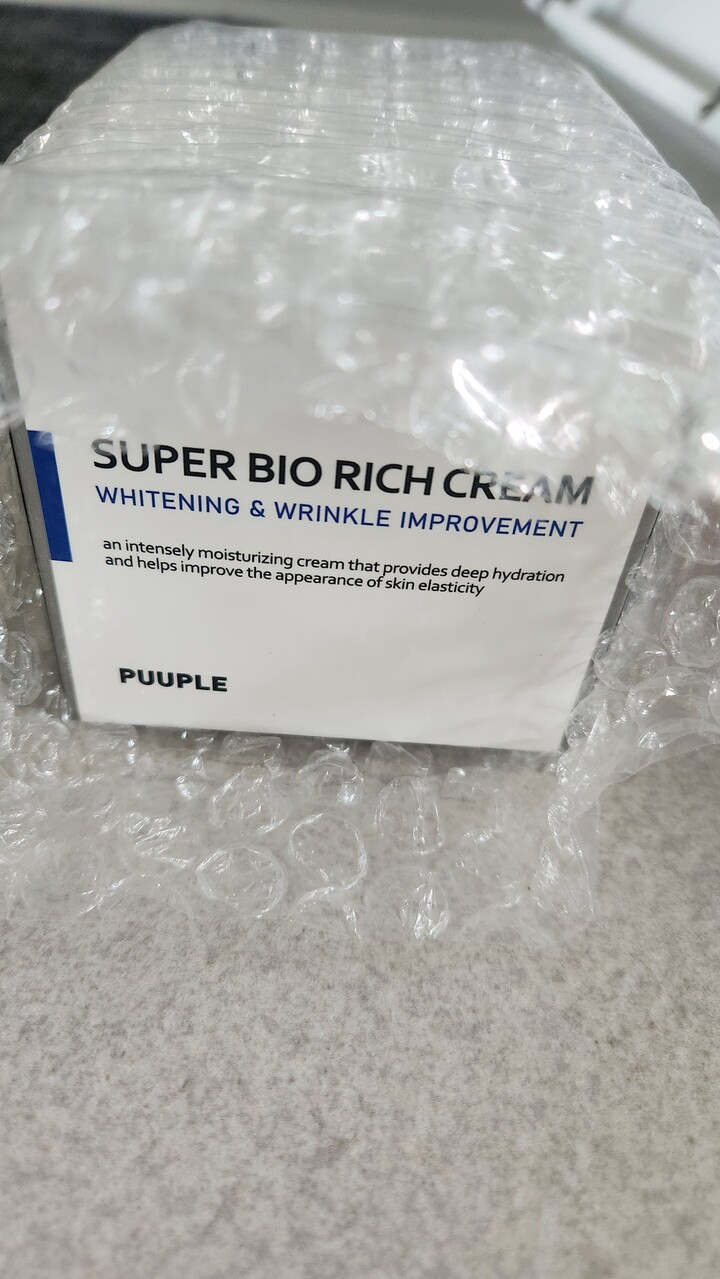 SUPER BIO RICH CREAM
WHITENING & WRINKLE IMPROVEMENT
an intensely moisturizing cream that provides deep hydration
and helps improve the appearance of skin elasticity
PUUPLE